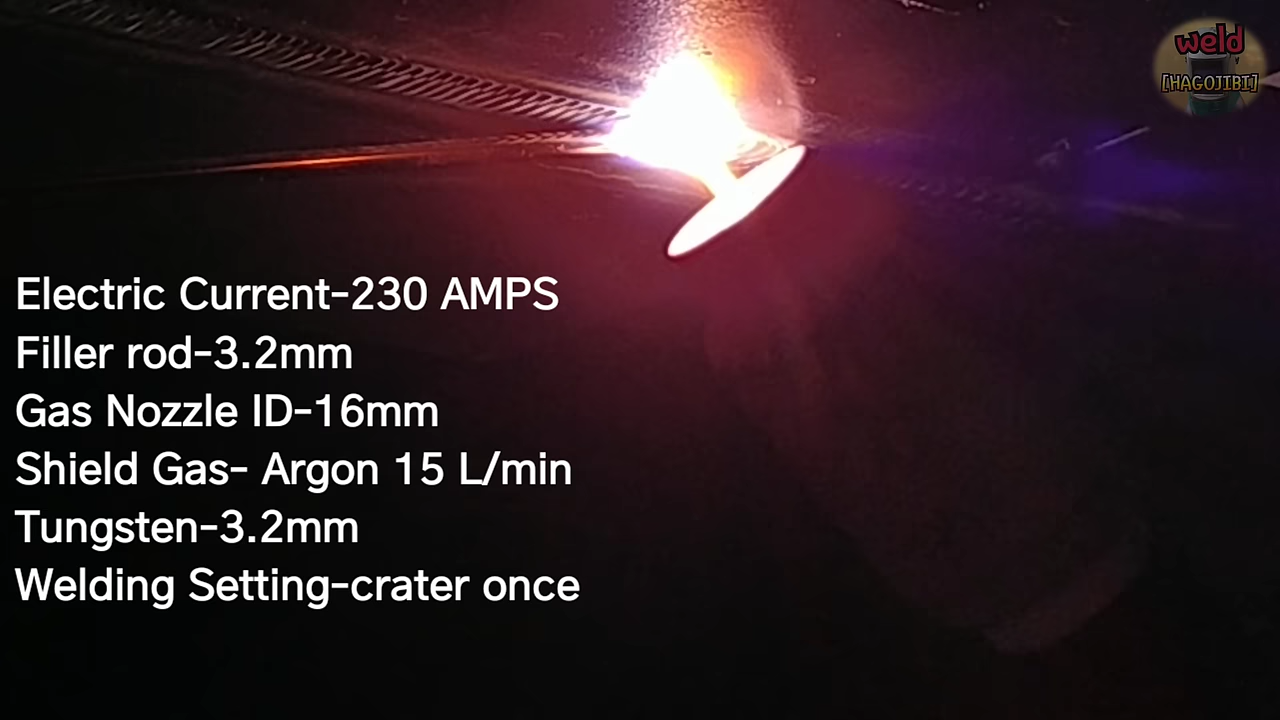 weld
[HAGOJIBI]
Electric Current-230 AMPS
Filler rod-3.2mm
Gas Nozzle ID-16mm
Shield Gas- Argon 15 L/min
Tungsten-3.2mm
Welding Setting-crater once